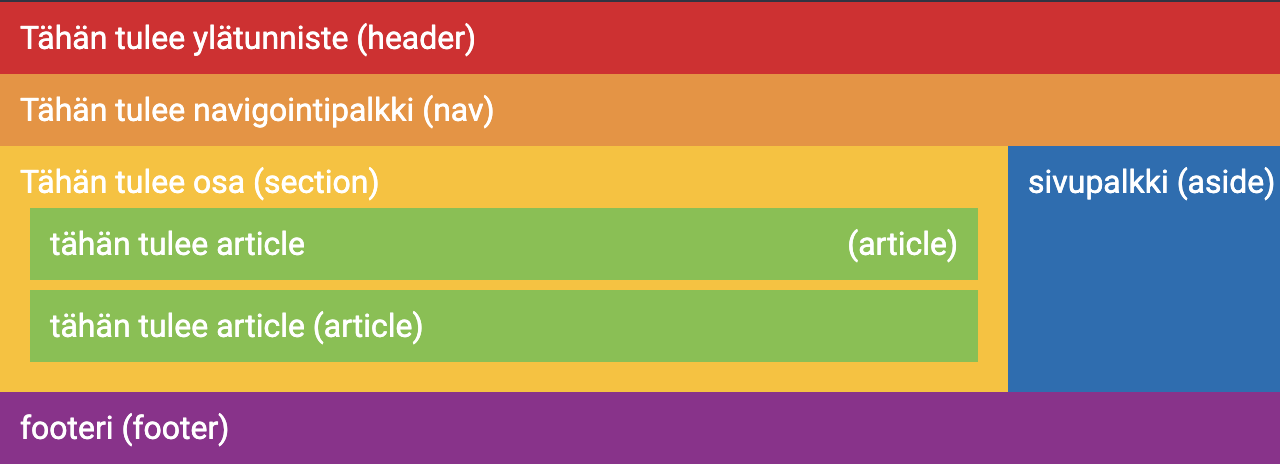 Tähän tulee ylätunniste (header)
Tähän tulee navigointipalkki (nav)
Tähän tulee osa (section)
sivupalkki (aside)
tähän tulee article (article)
tähän tulee article (article)
footeri (footer)